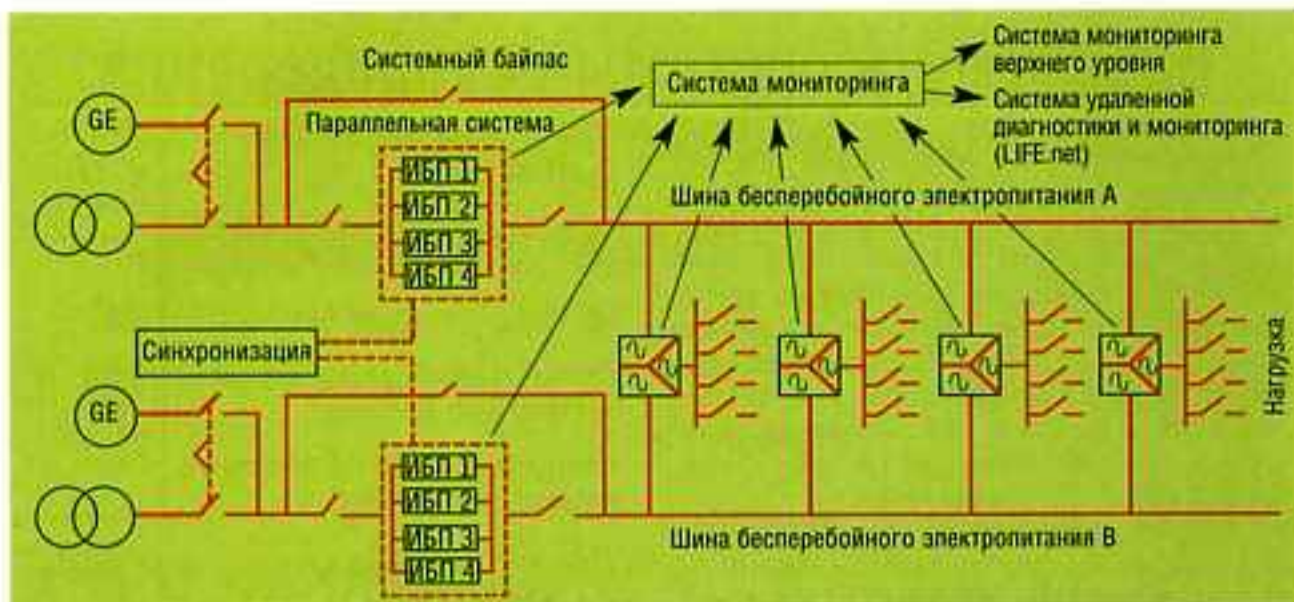 Системный байпас
Система мониторинга
Система мониторинга
верхнего уровня
Система удаленной
диагностики и мониторинга
(LIFE.net)
GE
Параллельная система
ИБП 1
ИБП 2
ИБП 3
ИБП 4
Шина бесперебойного электропитания А
Синхронизация
GE
ИБП 1
ИБП 2
ИБП 3
ИБП 4
Нагрузка
Шина бесперебойного электропитания В